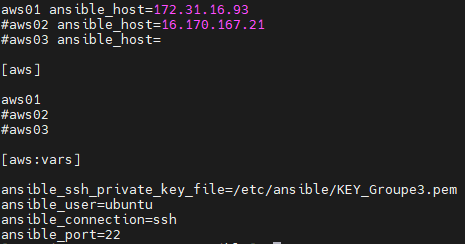 aws01 ansible_host=172.31.16.93
#aws02 ansible_host=16.170.167.21
#aws03 ansible_host=
[aws]
aws01
#aws02
#aws03
[aws:vars]
ansible_ssh_private_key_file=/etc/ansible/KEY_Groupe3.pem
ansible_user=ubuntu
ansible_connection=ssh
ansible_port=22